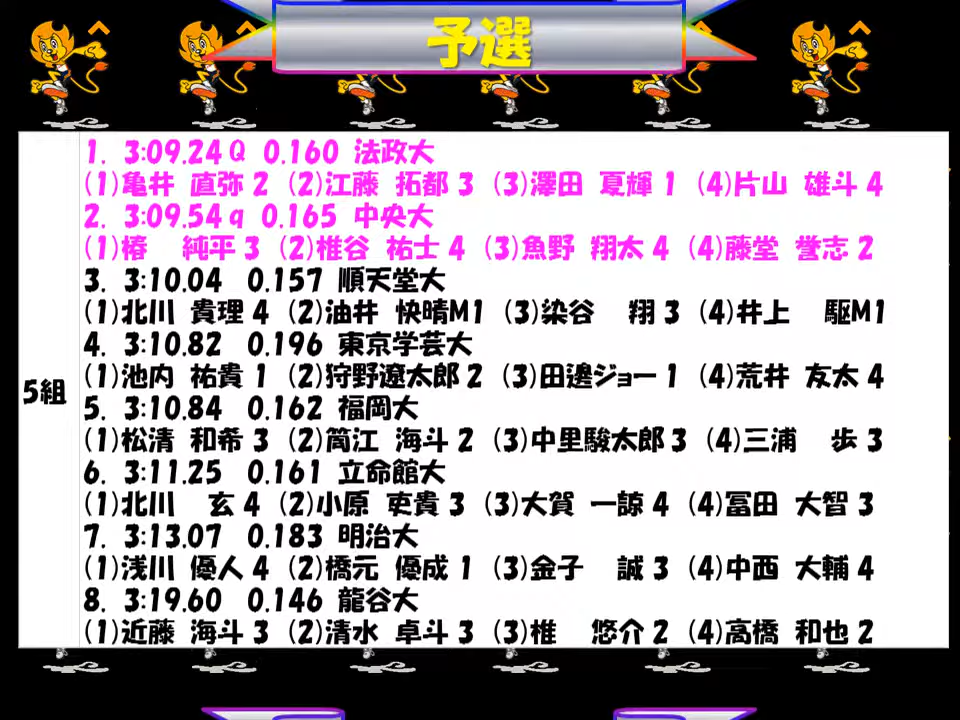 予選
5組
1. 3:09.24 Q 0.160 法政大
(1)亀井 直弥 2 (2)江藤 拓都 3 (3)澤田 夏輝 1 (4)片山 雄斗 4
2. 3:09.54 q 0.165 中央大
(1)椿 純平 3 (2)椎谷 祐士 4 (3)魚野 翔太 4 (4)藤堂 誉志 2
3. 3:10.04 0.157 順天堂大
(1)北川 貴理 4 (2)油井 快晴M1 (3)染谷 翔 3 (4)井上 駆M1
4. 3:10.82 0.196 東京学芸大
(1)池内 祐貴 1 (2)狩野遼太郎 2 (3)田邊ジョー 1 (4)荒井 友太 4
5. 3:10.84 0.162 福岡大
(1)松清 和希 3 (2)筒江 海斗 2 (3)中里駿太郎 3 (4)三浦 歩 3
6. 3:11.25 0.161 立命館大
(1)北川 玄 4 (2)小原 吏貴 3 (3)大賀 一諒 4 (4)冨田 大智 3
7. 3:13.07 0.183 明治大
(1)浅川 優人 4 (2)橋元 優成 1 (3)金子 誠 3 (4)中西 大輔 4
8. 3:19.60 0.146 龍谷大
(1)近藤 海斗 3 (2)清水 卓斗 3 (3)椎 悠介 2 (4)高橋 和也 2